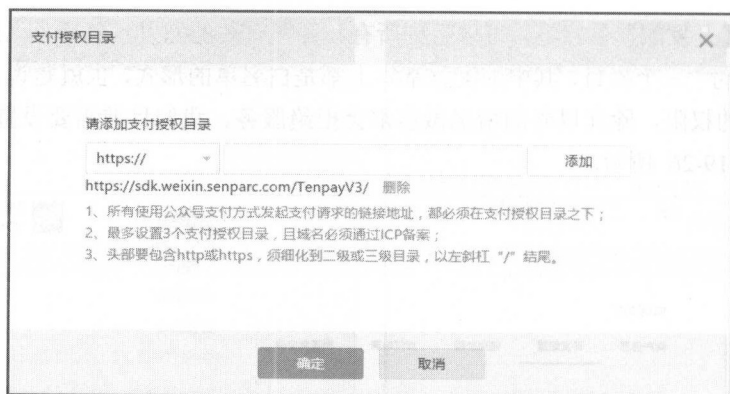 支付授权目录
请添加支付授权目录
https://
添加
https://sdk.weixin.senparc.com/TenpayV3/ 删除
1、所有使用公众号支付方式发起支付请求的链接地址，都必须在支付授权目录之下；
2、最多设置3个支付授权目录，且域名必须通过ICP备案；
3、头部要包含http或https，须细化到二级或三级目录，以左斜杠“/”结尾。
确定
取消